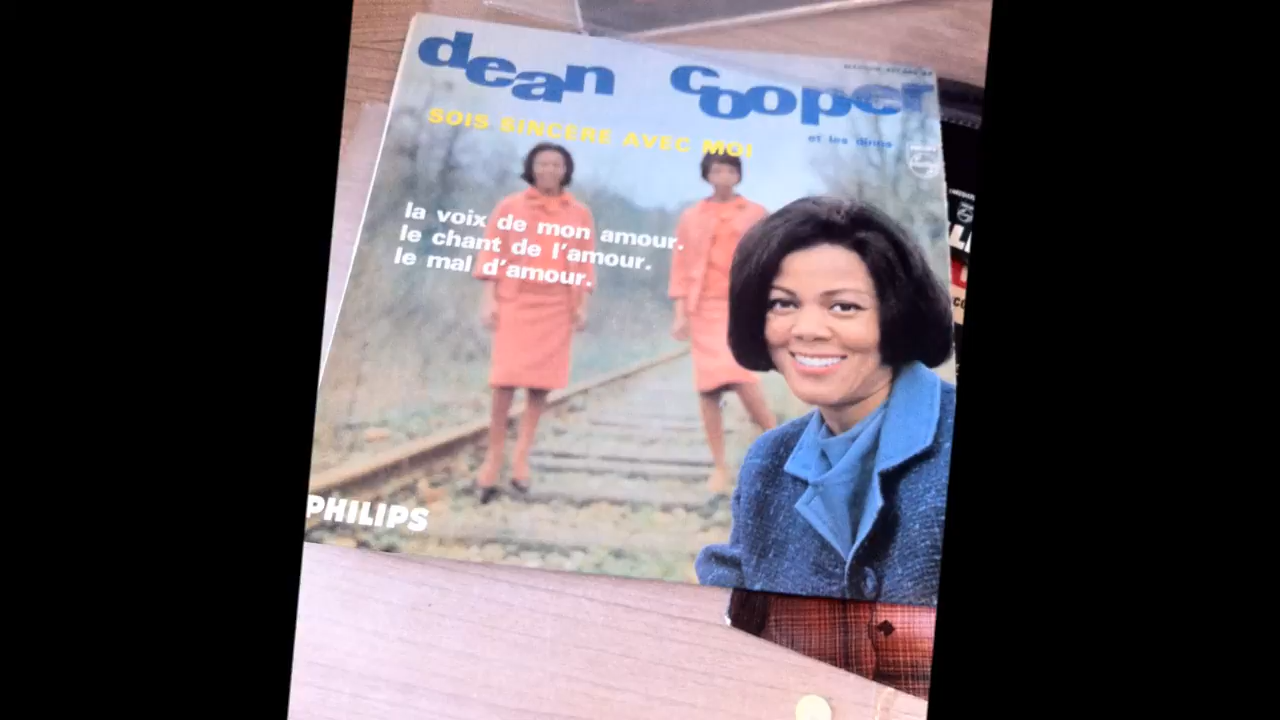 dean cooper
et les dinns
SOIS SINCERE AVEC MOI
la voix de mon amour.
le chant de l'amour.
le mal d'amour.
PHILIPS